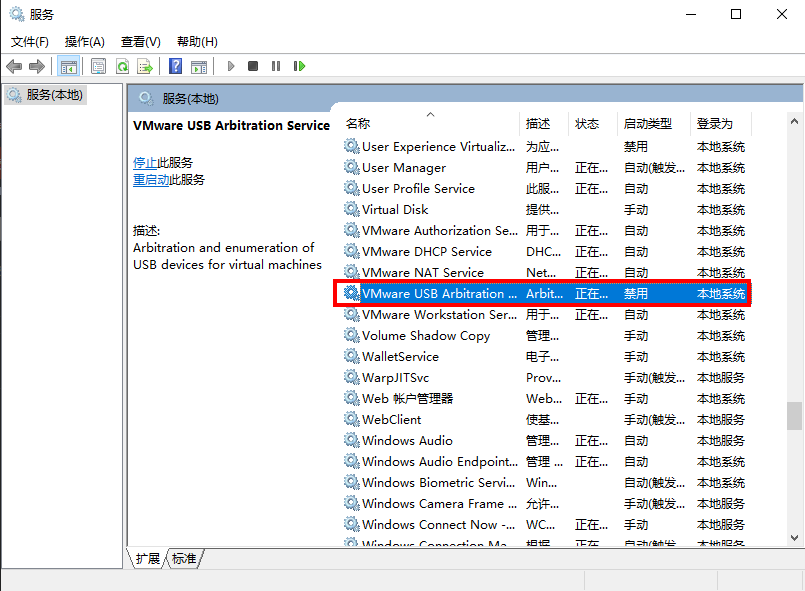 服务
文件(F) 操作(A) 查看(V) 帮助(H)
服务(本地)
服务(本地)
VMware USB Arbitration Service
停止此服务
重启动此服务
描述:
Arbitration and enumeration of
USB devices for virtual machines
名称 描述 状态 启动类型 登录为
User Experience Virtualiz... 为应... 禁用 本地系统
User Manager 用户... 正在... 自动(触发... 本地系统
User Profile Service 此服... 正在... 自动 本地系统
Virtual Disk 提供... 手动 本地系统
VMware Authorization Se... 用于... 正在... 自动 本地系统
VMware DHCP Service DHC... 正在... 自动 本地系统
VMware NAT Service Net... 正在... 自动 本地系统
VMware USB Arbitration ... Arbit... 正在... 禁用 本地系统
VMware Workstation Ser... 用于... 正在... 自动 本地系统
Volume Shadow Copy 管理... 手动 本地系统
WalletService 电子... 手动 本地系统
WarpJITSvc Prov... 手动(触发... 本地服务
Web 帐户管理器 Web... 正在... 手动 本地系统
WebClient 使基... 手动(触发... 本地服务
Windows Audio 管理... 正在... 自动 本地服务
Windows Audio Endpoint... 管理 ... 正在... 自动 本地系统
Windows Biometric Servi... Win... 自动(触发... 本地系统
Windows Camera Frame ... 允许... 手动(触发... 本地服务
Windows Connect Now -... WC... 正在... 手动 本地服务
Windows Connection Ma... 根据... 正在... 自动(触发... 本地服务
扩展 标准